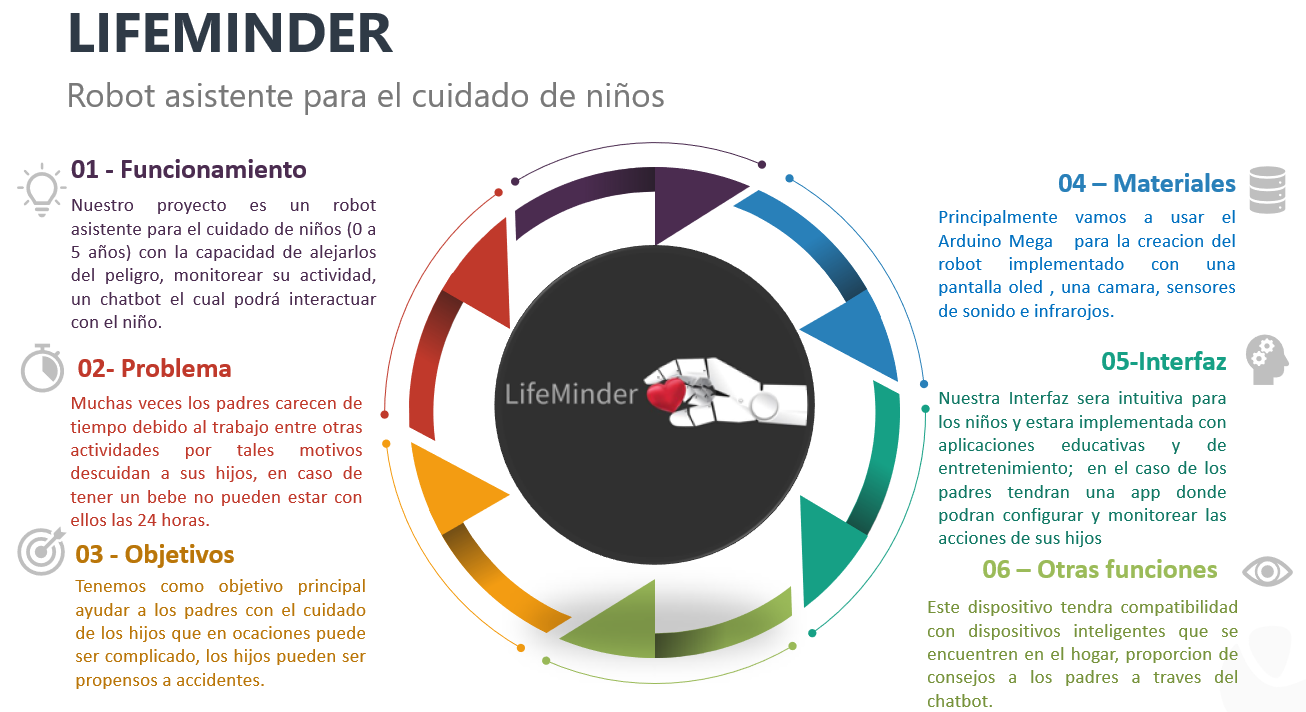 LIFEMINDER
Robot asistente para el cuidado de niños
01 - Funcionamiento
Nuestro proyecto es un robot
asistente para el cuidado de niños (0 a
5 años) con la capacidad de alejarlos
del peligro, monitorear su actividad,
un chatbot el cual podrá interactuar
con el niño.
02- Problema
Muchas veces los padres carecen de
tiempo debido al trabajo entre otras
actividades por tales motivos
descuidan a sus hijos, en caso de
tener un bebe no pueden estar con
ellos las 24 horas.
03 - Objetivos
Tenemos como objetivo principal
ayudar a los padres con el cuidado
de los hijos que en ocaciones puede
ser complicado, los hijos pueden ser
propensos a accidentes.
LifeMinder
04 – Materiales
Principalmente vamos a usar el
Arduino Mega para la creacion del
robot implementado con una
pantalla oled , una camara, sensores
de sonido e infrarojos.
05-Interfaz
Nuestra Interfaz sera intuitiva para
los niños y estara implementada con
aplicaciones educativas y de
entretenimiento; en el caso de los
padres tendran una app donde
podran configurar y monitorear las
acciones de sus hijos
06 – Otras funciones
Este dispositivo tendra compatibilidad
con dispositivos inteligentes que se
encuentren en el hogar, proporcion de
consejos a los padres a traves del
chatbot.